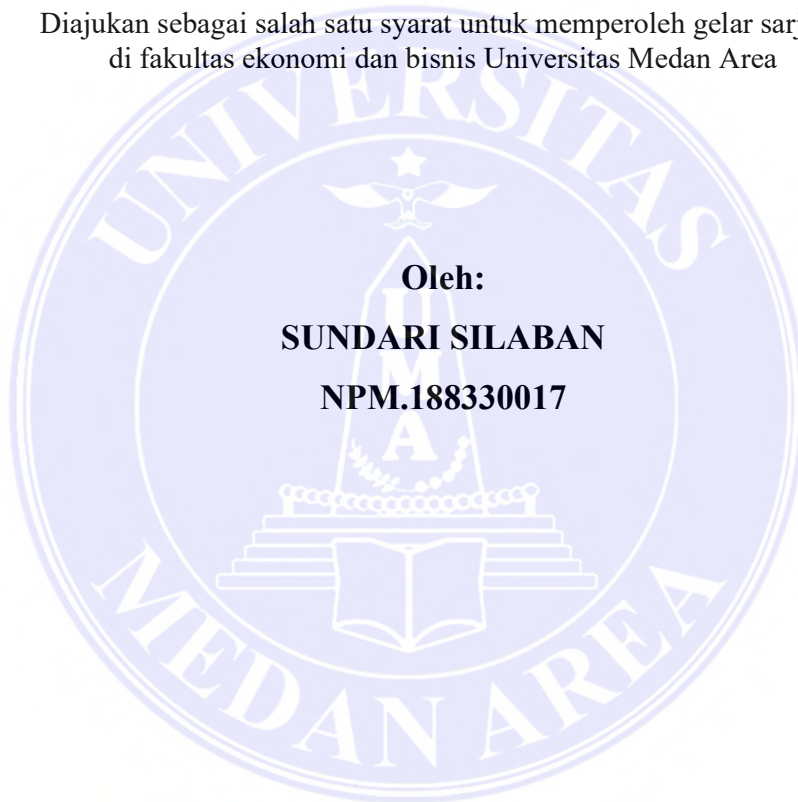 Diajukan sebagai salah satu syarat untuk memperoleh gelar
di fakultas ekonomi dan bisnis Universitas Medan Area
UNIVERSITAS
Oleh:
SUNDARI SILABAN
NPM.188330017
U
M
A
MEDAN AREA